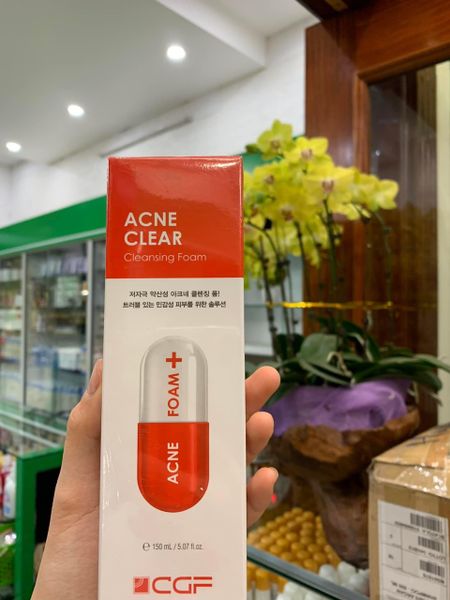 ACNE
CLEAR
Cleansing Foam
저자극 약산성 아크네 클렌징 폼!
트러블 있는 민감성 피부를 위한 솔루션
ACNE FOAM+
℮ 150 mL / 5.07 fl.oz.
CGF